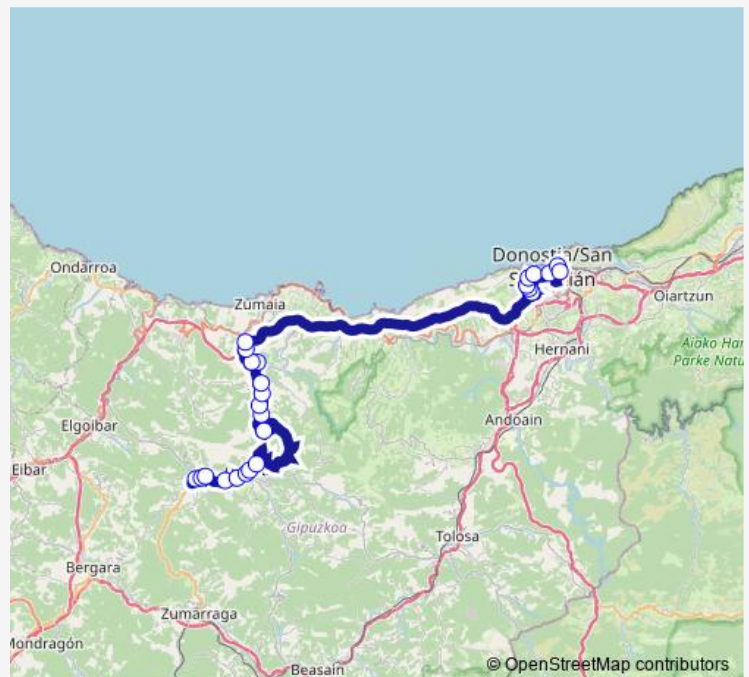 Donostia/San
Sebastián
Ondarroa
Zumaia
Oiartzun
Hernani
Aiako Har
Parke Natu
Andoain
Elgoibar
Eibar
Gipuzkoa
Tolosa
Bergara
Zumarraga
Mondragón
Beasain
© OpenStreetMap contributors